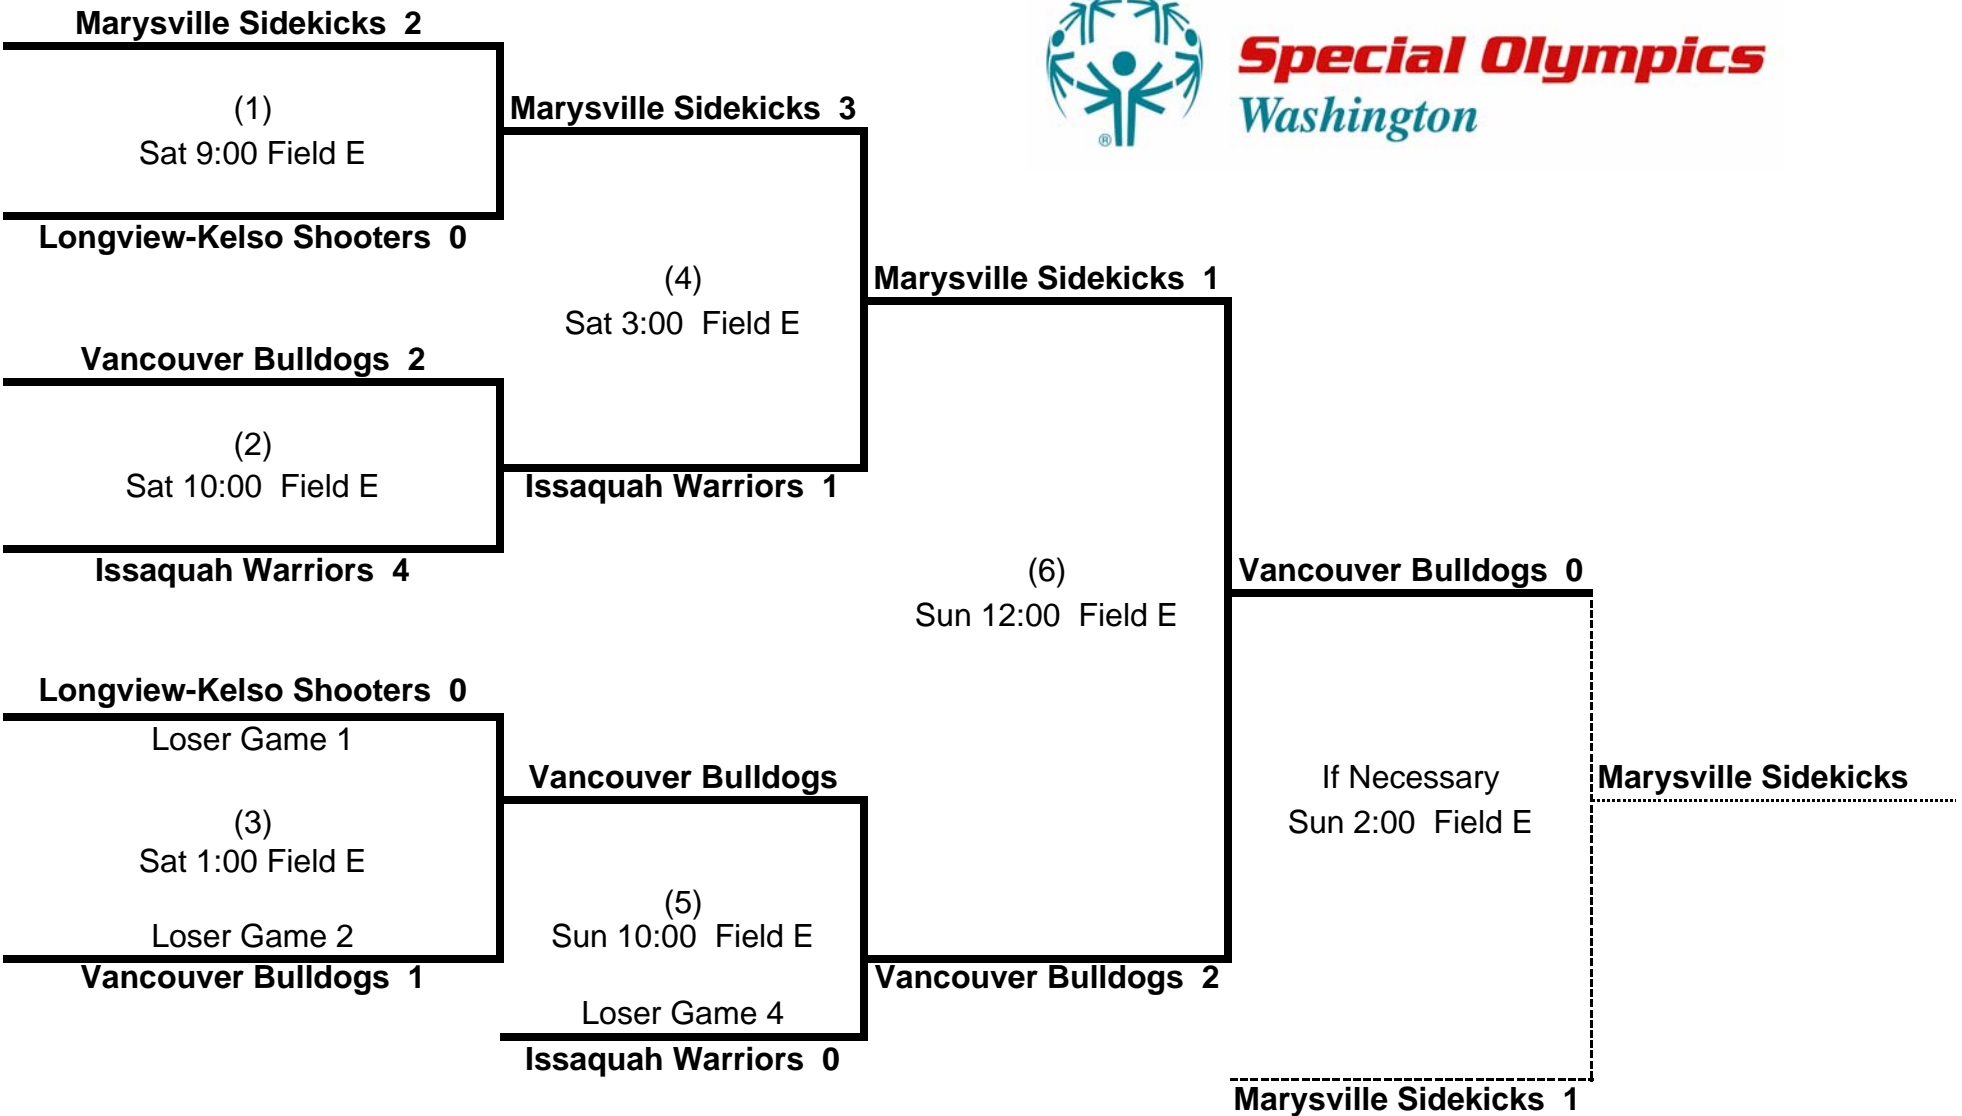 Marysville Sidekicks 2
(1)
Sat 9:00 Field E
Longview-Kelso Shooters 0
Vancouver Bulldogs 2
(2)
Sat 10:00 Field E
Issaquah Warriors 4
Longview-Kelso Shooters 0
Loser Game 1
(3)
Sat 1:00 Field E
Loser Game 2
Vancouver Bulldogs 1
Marysville Sidekicks 3
(4)
Sat 3:00 Field E
Issaquah Warriors 1
Vancouver Bulldogs
(5)
Sun 10:00 Field E
Loser Game 4
Issaquah Warriors 0
Marysville Sidekicks 1
(6)
Sun 12:00 Field E
Vancouver Bulldogs 2
Vancouver Bulldogs 0
If Necessary
Sun 2:00 Field E
Marysville Sidekicks 1
Marysville Sidekicks
®
Special Olympics
Washington